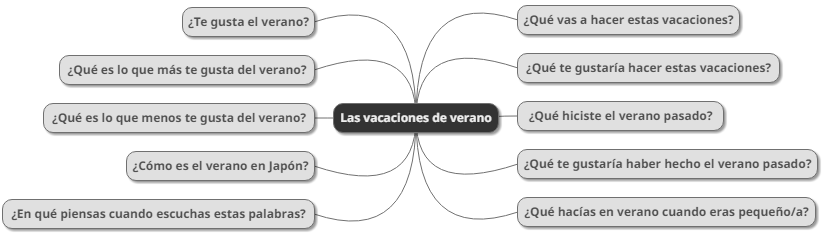 ¿Te gusta el verano?
¿Qué es lo que más te gusta del verano?
¿Qué es lo que menos te gusta del verano?
¿Cómo es el verano en Japón?
¿En qué piensas cuando escuchas estas palabras?
Las vacaciones de verano
¿Qué vas a hacer estas vacaciones?
¿Qué te gustaría hacer estas vacaciones?
¿Qué hiciste el verano pasado?
¿Qué te gustaría haber hecho el verano pasado?
¿Qué hacías en verano cuando eras pequeño/a?